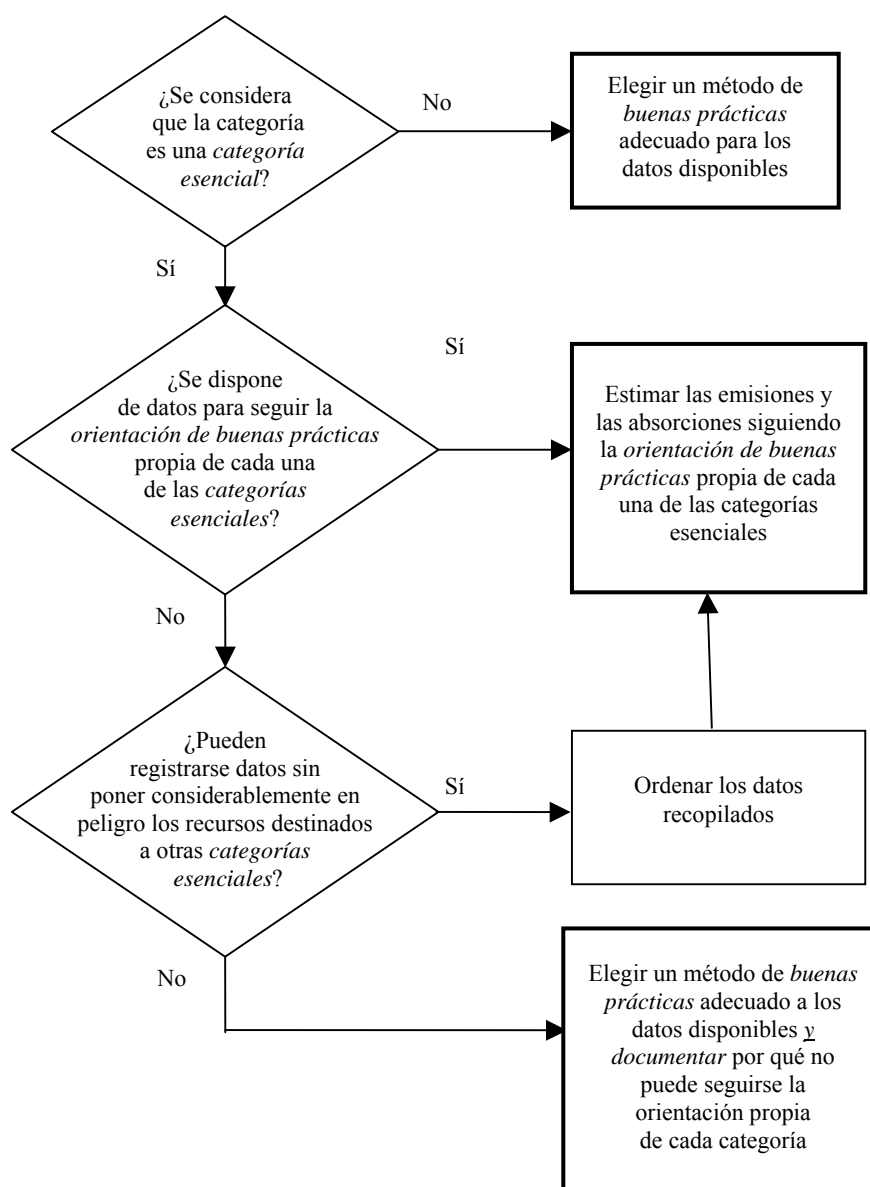 ¿Se considera
que la categoría
es una categoría
esencial?
No
Elegir un método de
buenas prácticas
adecuado para los
datos disponibles
Sí
¿Se dispone
de datos para seguir la
orientación de buenas prácticas
propia de cada una
de las categorías
esenciales?
Sí
Estimar las emisiones y
las absorciones siguiendo
la orientación de buenas
prácticas propia de cada
una de las categorías
esenciales
No
¿Pueden
registrarse datos sin
poner considerablemente en
peligro los recursos destinados
a otras categorías
esenciales?
Sí
Ordenar los datos
recopilados
No
Elegir un método de buenas
prácticas adecuado a los
datos disponibles y
documentar por qué no
puede seguirse la
orientación propia
de cada categoría